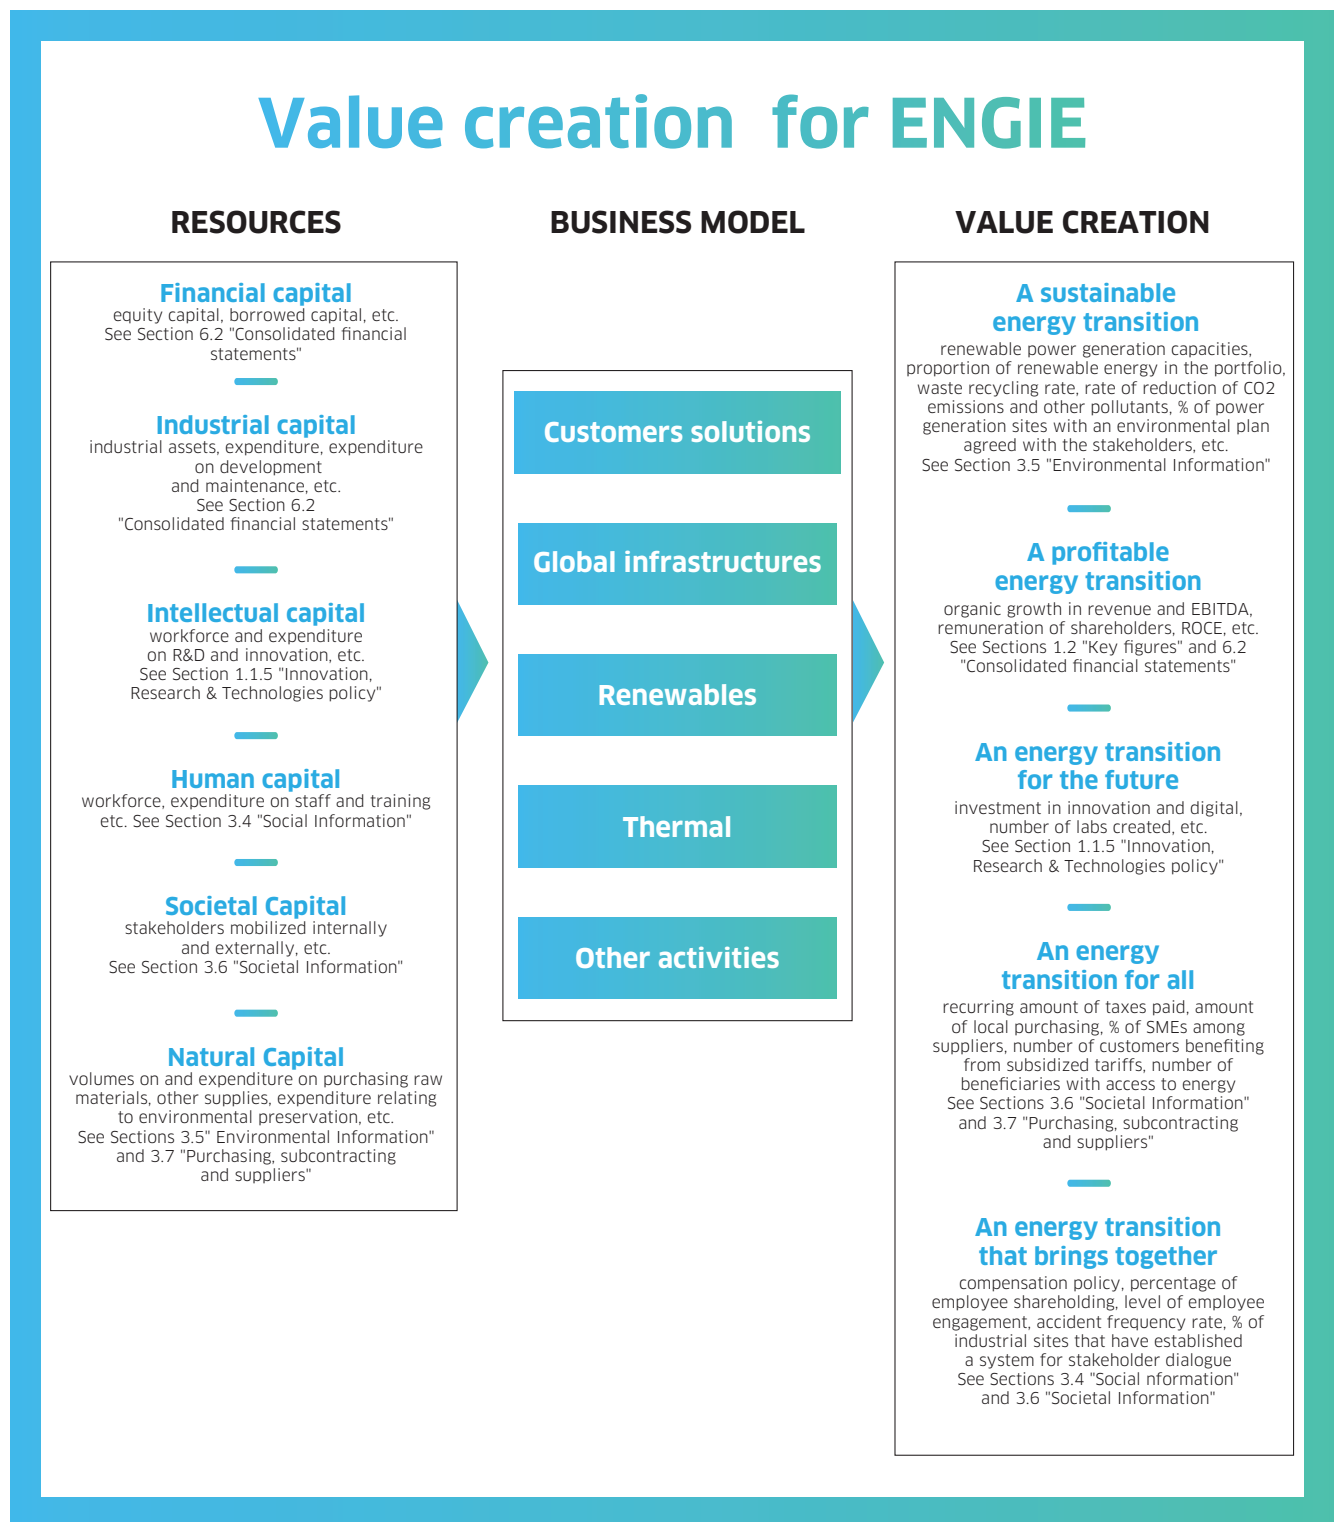 Value creation for ENGIE
RESOURCES
Financial capital
equity capital, borrowed capital, etc.
See Section 6.2 "Consolidated financial
statements"
Industrial capital
industrial assets, expenditure, expenditure
on development
and maintenance, etc.
See Section 6.2
"Consolidated financial statements"
Intellectual capital
workforce and expenditure
on R&D and innovation, etc.
See Section 1.1.5 "Innovation,
Research & Technologies policy"
Human capital
workforce, expenditure on staff and training
etc. See Section 3.4 "Social Information"
Societal Capital
stakeholders mobilized internally
and externally, etc.
See Section 3.6 "Societal Information"
Natural Capital
volumes on and expenditure on purchasing raw
materials, other supplies, expenditure relating
to environmental preservation, etc.
See Sections 3.5" Environmental Information"
and 3.7 "Purchasing, subcontracting
and suppliers"
BUSINESS MODEL
Customers solutions
Global infrastructures
Renewables
Thermal
Other activities
VALUE CREATION
A sustainable
energy transition
renewable power generation capacities,
proportion of renewable energy in the portfolio,
waste recycling rate, rate of reduction of CO2
emissions and other pollutants, % of power
generation sites with an environmental plan
agreed with the stakeholders, etc.
See Section 3.5 "Environmental Information"
A profitable
energy transition
organic growth in revenue and EBITDA,
remuneration of shareholders, ROCE, etc.
See Sections 1.2 "Key figures" and 6.2
"Consolidated financial statements"
An energy transition
for the future
investment in innovation and digital,
number of labs created, etc.
See Section 1.1.5 "Innovation,
Research & Technologies policy"
An energy
transition for all
recurring amount of taxes paid, amount
of local purchasing, % of SMEs among
suppliers, number of customers benefiting
from subsidized tariffs, number of
beneficiaries with access to energy
See Sections 3.6 "Societal Information"
and 3.7 "Purchasing, subcontracting
and suppliers"
An energy transition
that brings together
compensation policy, percentage of
employee shareholding, level of employee
engagement, accident frequency rate, % of
industrial sites that have established
a system for stakeholder dialogue
See Sections 3.4 "Social nformation"
and 3.6 "Societal Information"